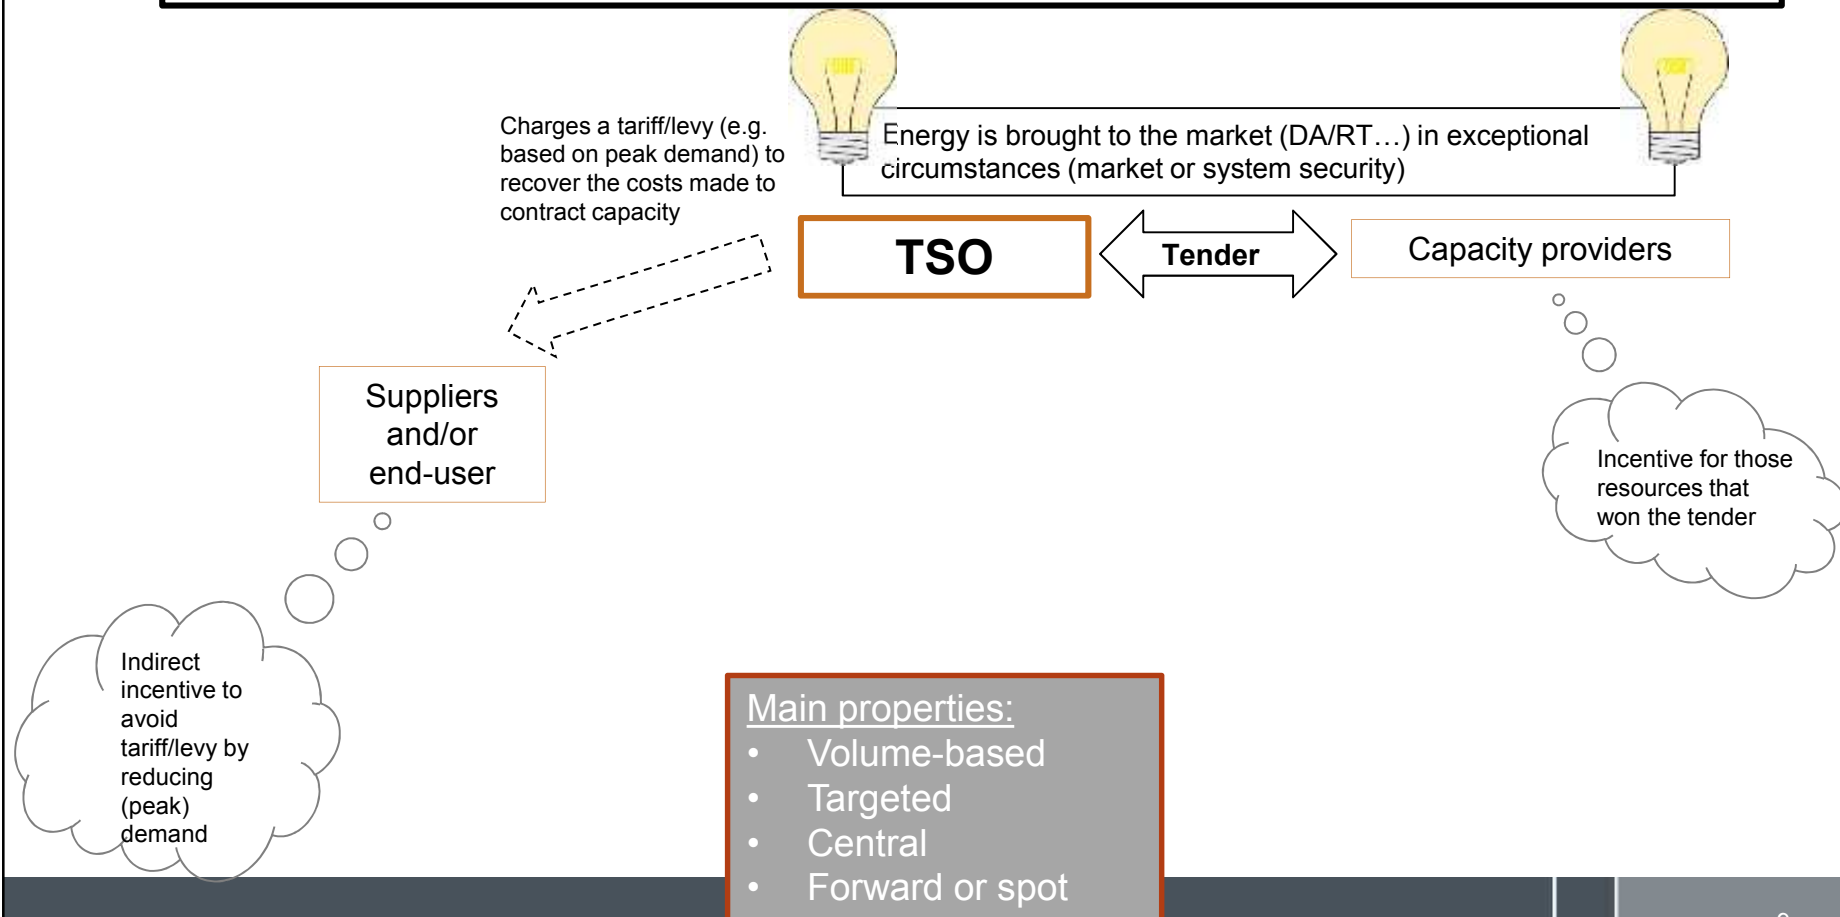 Charges a tariff/levy (e.g.
based on peak demand) to
recover the costs made to
contract capacity
Energy is brought to the market (DA/RT…) in exceptional
circumstances (market or system security)
TSO
Tender
Capacity providers
Suppliers
and/or
end-user
Incentive for those
resources that
won the tender
Indirect
incentive to
avoid
tariff/levy by
reducing
(peak)
demand
Main properties:
• Volume-based
• Targeted
• Central
• Forward or spot